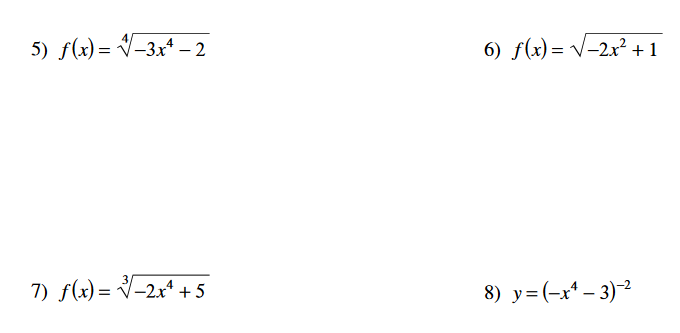 5) f(x) = ∜(–3x⁴ – 2)
6) f(x) = √(–2x² + 1)
7) f(x) = ∛(–2x⁴ + 5)
8) y = (–x⁴ – 3)⁻²